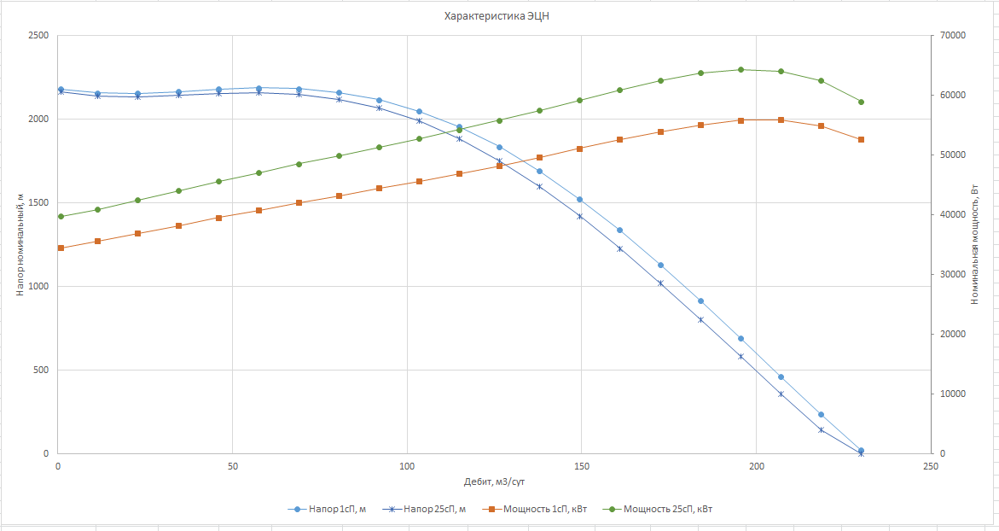 Характеристика ЭЦН
2500
2000
1500
1000
500
0
Напор номинальный, м
70000
60000
50000
40000
30000
20000
10000
0
Номинальная мощность, Вт
0 50 100 150 200 250
Дебит, м3/сут
Напор 1сП, м Напор 25сП, м Мощность 1сП, кВт Мощность 25сП, кВт